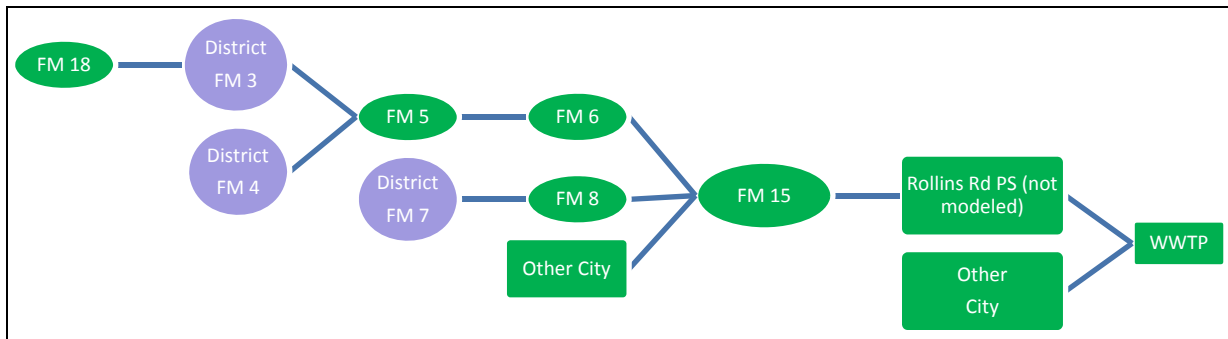 FM 18
District
FM 3
District
FM 4
FM 5
FM 6
District
FM 7
FM 8
Other City
FM 15
Rollins Rd PS (not
modeled)
Other
City
WWTP